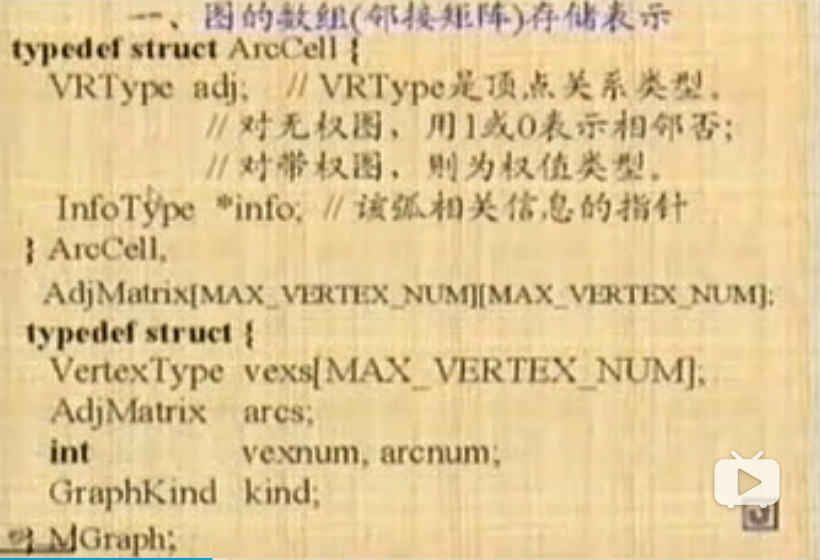 一、图的数组(邻接矩阵)存储表示
typedef struct ArcCell {
VRType adj; // VRType是顶点关系类型。
// 对无权图，用1或0表示相邻否;
// 对带权图，则为权值类型。
InfoType *info; // 该弧相关信息的指针
} ArcCell,
AdjMatrix[MAX_VERTEX_NUM][MAX_VERTEX_NUM];
typedef struct {
VertexType vexs[MAX_VERTEX_NUM];
AdjMatrix arcs;
int vexnum, arcnum;
GraphKind kind;
} MGraph;